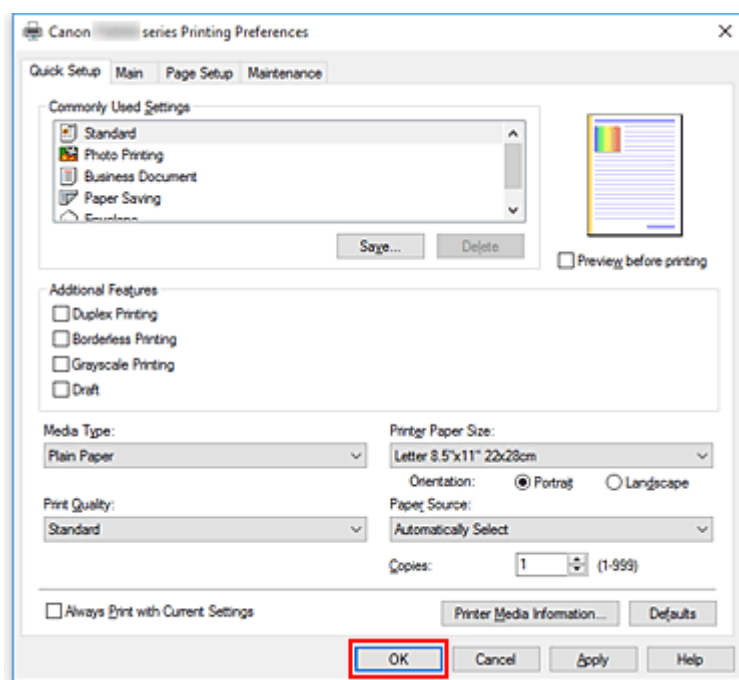 Canon series Printing Preferences
Quick Setup Main Page Setup Maintenance
Commonly Used Settings
Standard
Photo Printing
Business Document
Paper Saving
Envelope
Save... Delete
Preview before printing
Additional Features
Duplex Printing
Borderless Printing
Grayscale Printing
Draft
Media Type: Printer Paper Size:
Plain Paper Letter 8.5"x11" 22x28cm
Orientation: Portrait Landscape
Print Quality: Paper Source:
Standard Automatically Select
Copies: 1 (1-999)
Always Print with Current Settings Printer Media Information... Defaults
OK Cancel Apply Help